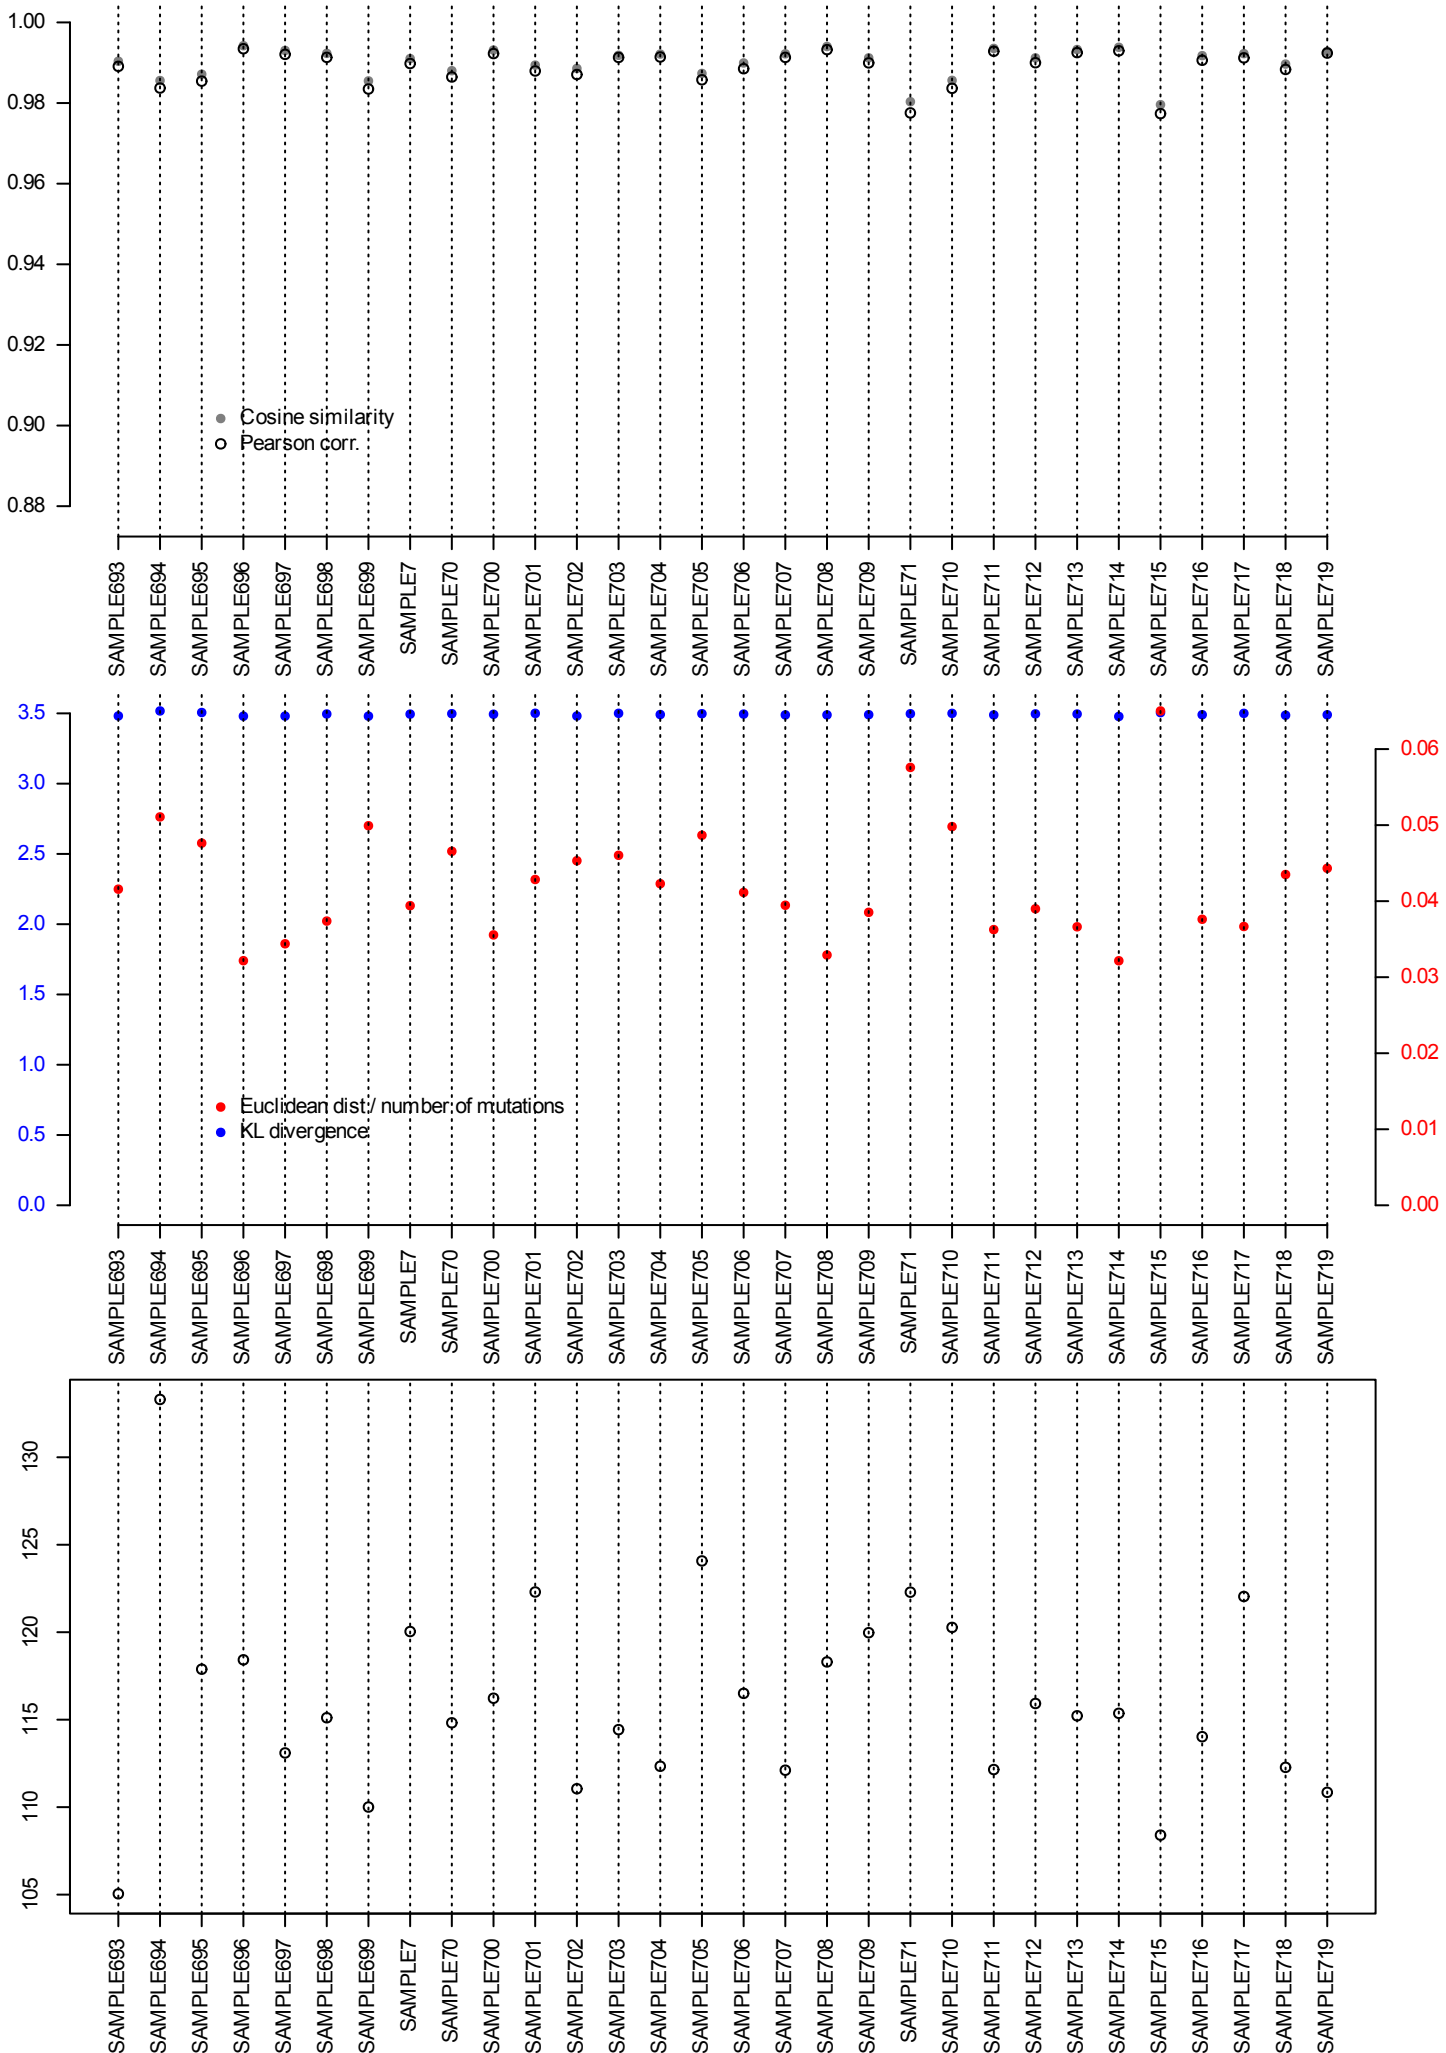 1.00
0.98
0.96
0.94
0.92
0.90
0.88
Cosine similarity
Pearson corr.
SAMPLE693
SAMPLE694
SAMPLE695
SAMPLE696
SAMPLE697
SAMPLE698
SAMPLE699
SAMPLE7
SAMPLE70
SAMPLE700
SAMPLE701
SAMPLE702
SAMPLE703
SAMPLE704
SAMPLE705
SAMPLE706
SAMPLE707
SAMPLE708
SAMPLE709
SAMPLE71
SAMPLE710
SAMPLE711
SAMPLE712
SAMPLE713
SAMPLE714
SAMPLE715
SAMPLE716
SAMPLE717
SAMPLE718
SAMPLE719
3.5
3.0
2.5
2.0
1.5
1.0
0.5
0.0
Euclidean dist./ number of mutations
KL divergence
0.06
0.05
0.04
0.03
0.02
0.01
0.00
SAMPLE693
SAMPLE694
SAMPLE695
SAMPLE696
SAMPLE697
SAMPLE698
SAMPLE699
SAMPLE7
SAMPLE70
SAMPLE700
SAMPLE701
SAMPLE702
SAMPLE703
SAMPLE704
SAMPLE705
SAMPLE706
SAMPLE707
SAMPLE708
SAMPLE709
SAMPLE71
SAMPLE710
SAMPLE711
SAMPLE712
SAMPLE713
SAMPLE714
SAMPLE715
SAMPLE716
SAMPLE717
SAMPLE718
SAMPLE719
130
125
120
115
110
105
SAMPLE693
SAMPLE694
SAMPLE695
SAMPLE696
SAMPLE697
SAMPLE698
SAMPLE699
SAMPLE7
SAMPLE70
SAMPLE700
SAMPLE701
SAMPLE702
SAMPLE703
SAMPLE704
SAMPLE705
SAMPLE706
SAMPLE707
SAMPLE708
SAMPLE709
SAMPLE71
SAMPLE710
SAMPLE711
SAMPLE712
SAMPLE713
SAMPLE714
SAMPLE715
SAMPLE716
SAMPLE717
SAMPLE718
SAMPLE719